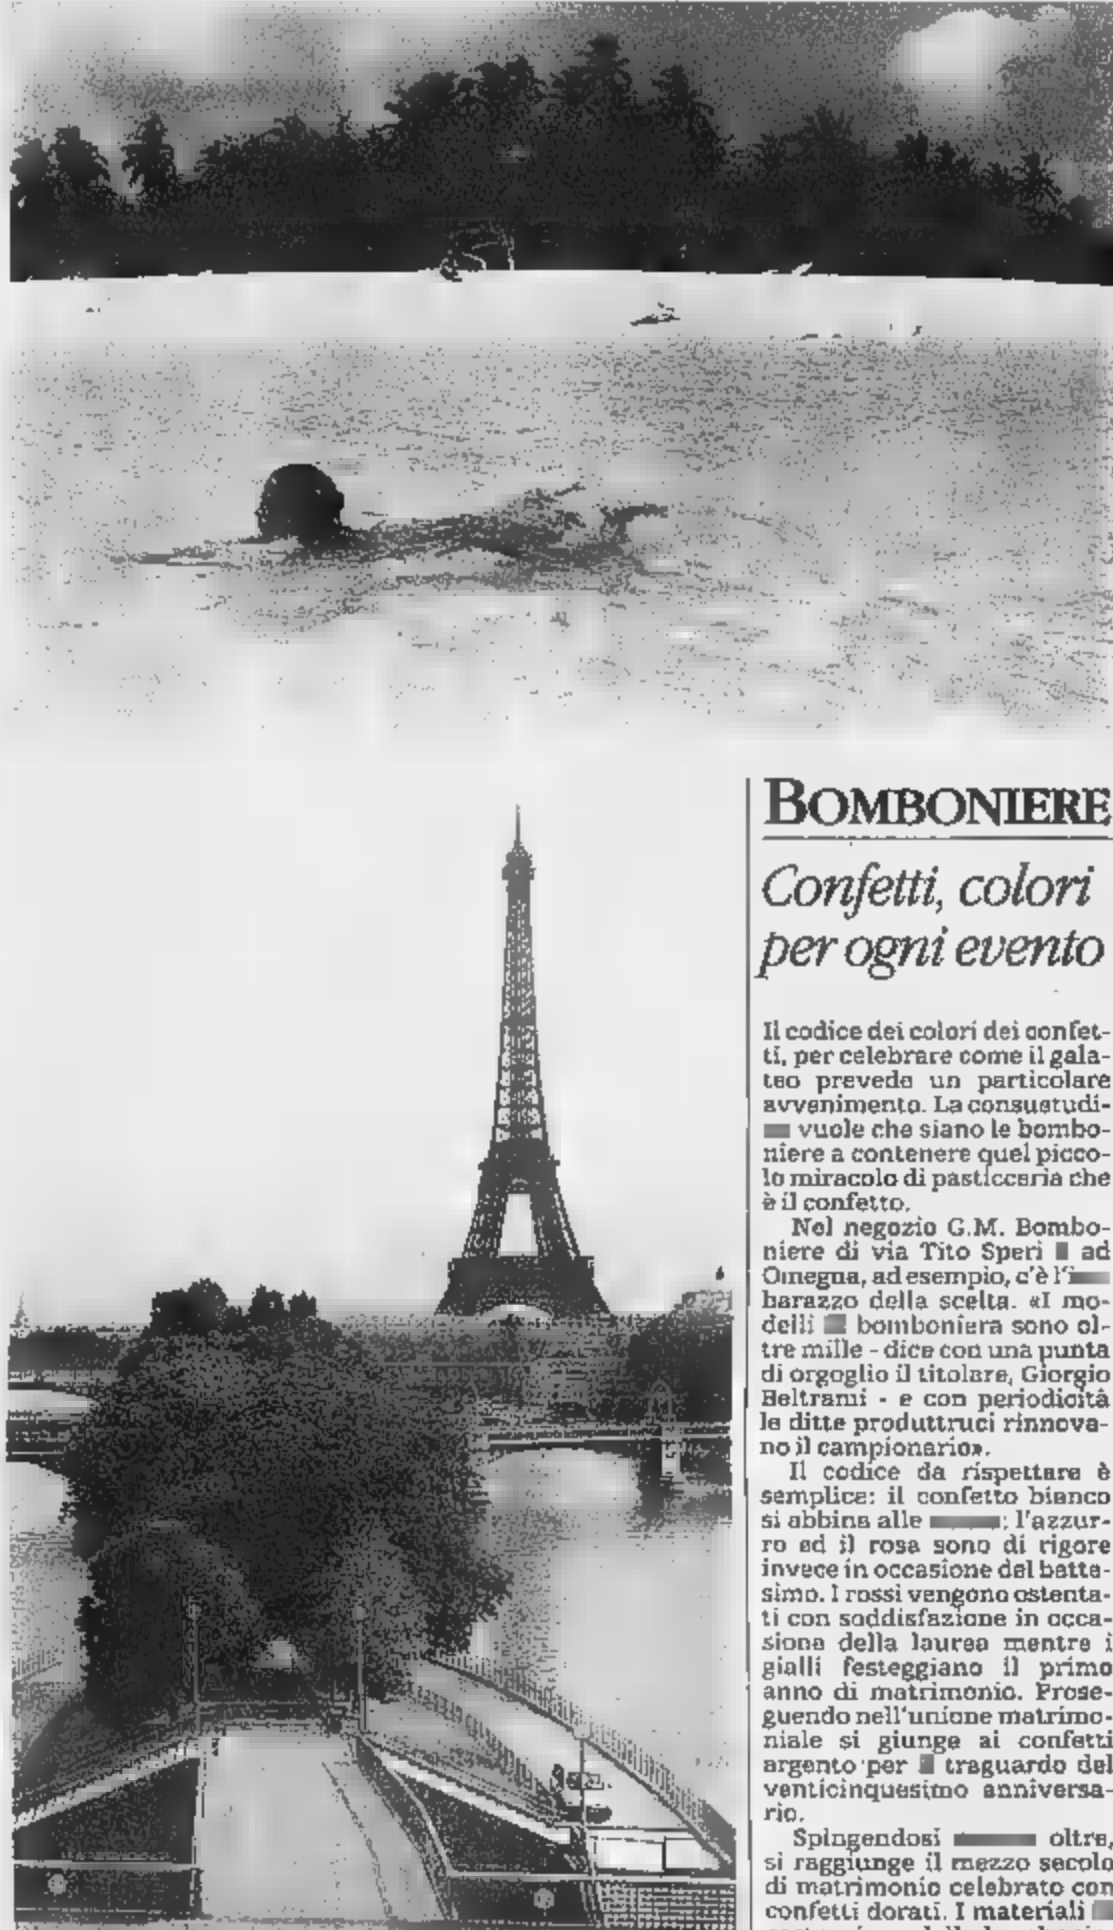 BOMBONIERE
Confetti, colori
per ogni evento
Il codice dei colori dei confet-
ti, per celebrare come il gala-
teo prevede un particolare
avvenimento. La consuetudi-
vuole che siano le bombo-
niere a contenere quel picco-
lo miracolo di pasticceria che
è il confetto.
Nel negozio G.M. Bombo-
niere di via Tito Speri ad
Omegna, ad esempio, c'è
barazzo della scelta. «I mo-
delli bomboniera sono ol-
tre mille - dice con una punta
di orgoglio il titolare, Giorgio
Beltrami - e con periodicità
le ditte produttruci rinnova-
no il campionario».
Il codice da rispettare è
semplice: il confetto bianco
si abbina alle ; l'azzur-
ro ed il rosa sono di rigore
invece in occasione del batte-
simo. I rossi vengono ostenta-
ti con soddisfazione in occa-
sione della laurea mentre i
gialli festeggiano il primo
anno di matrimonio. Prose-
guendo nell'unione matrimo-
niale si giunge ai confetti
argento per traguardo del
venticinquesimo anniversa-
rio.
Spingendosi oltre,
si raggiunge il mezzo secolo
di matrimonio celebrato con
confetti dorati. I materiali